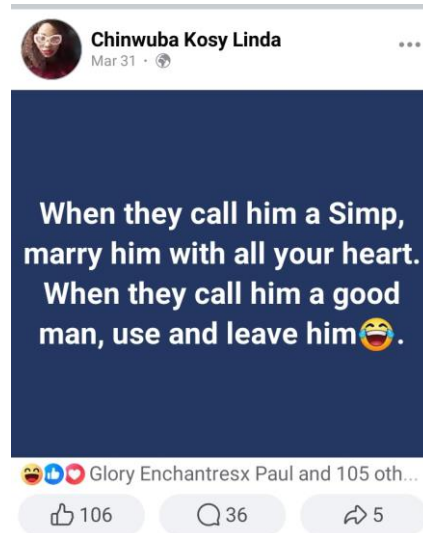 Chinwuba Kosy Linda
Mar 31 ·
When they call him a Simp,
marry him with all your heart.
When they call him a good
man, use and leave him😂.
Glory Enchantresx Paul and 105 oth...
106 36 5